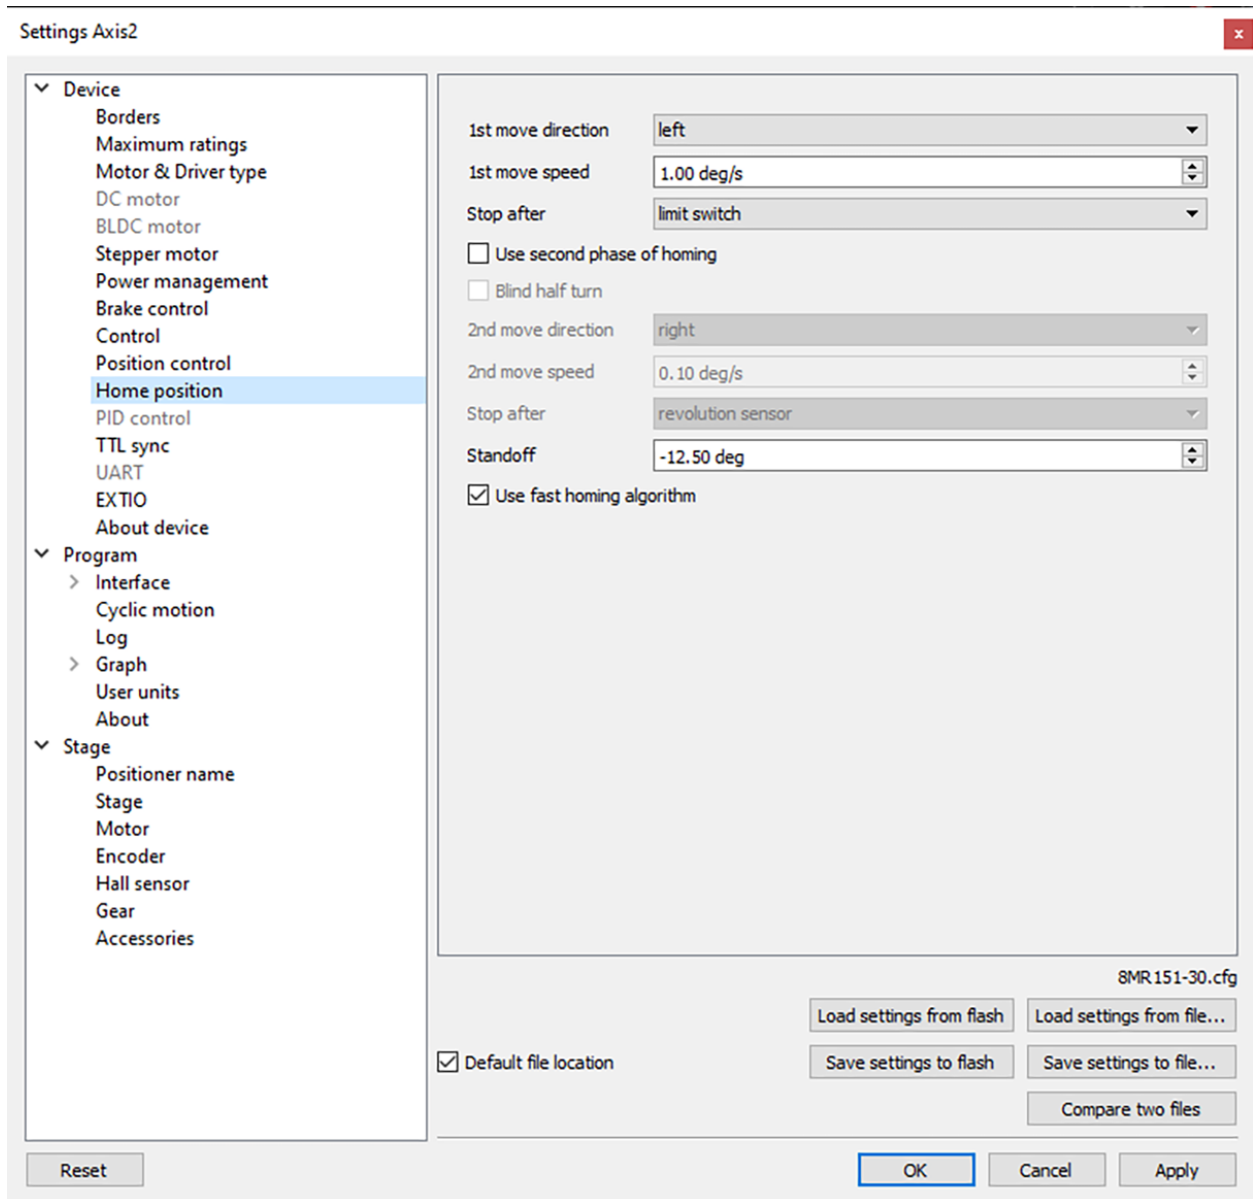 Settings Axis2
x
Device
Borders
Maximum ratings
Motor & Driver type
DC motor
BLDC motor
Stepper motor
Power management
Brake control
Control
Position control
Home position
PID control
TTL sync
UART
EXTIO
About device
Program
Interface
Cyclic motion
Log
Graph
User units
About
Stage
Positioner name
Stage
Motor
Encoder
Hall sensor
Gear
Accessories
1st move direction left
1st move speed 1.00 deg/s
Stop after limit switch
Use second phase of homing
Blind half turn
2nd move direction right
2nd move speed 0.10 deg/s
Stop after revolution sensor
Standoff -12.50 deg
Use fast homing algorithm
8MR151-30.cfg
Load settings from flash Load settings from file...
Default file location Save settings to flash Save settings to file...
Compare two files
Reset OK Cancel Apply